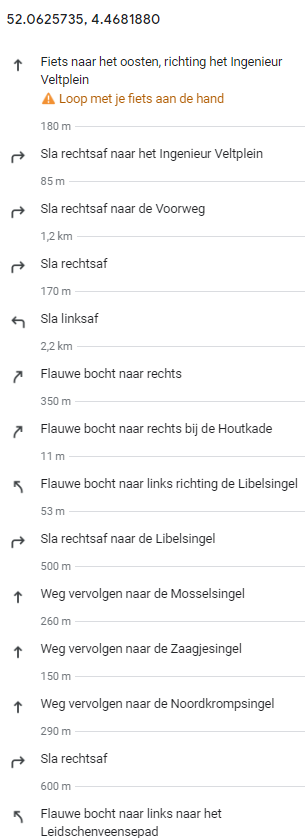 52.0625735, 4.4681880
Fiets naar het oosten, richting het Ingenieur
Veltplein
Loop met je fiets aan de hand
180 m
Sla rechtsaf naar het Ingenieur Veltplein
85 m
Sla rechtsaf naar de Voorweg
1,2 km
Sla rechtsaf
170 m
Sla linksaf
2,2 km
Flauwe bocht naar rechts
350 m
Flauwe bocht naar rechts bij de Houtkade
11 m
Flauwe bocht naar links richting de Libelsingel
53 m
Sla rechtsaf naar de Libelsingel
500 m
Weg vervolgen naar de Mosselsingel
260 m
Weg vervolgen naar de Zaagjesingel
150 m
Weg vervolgen naar de Noordkrompsingel
290 m
Sla rechtsaf
600 m
Flauwe bocht naar links naar het
Leidschenveensepad